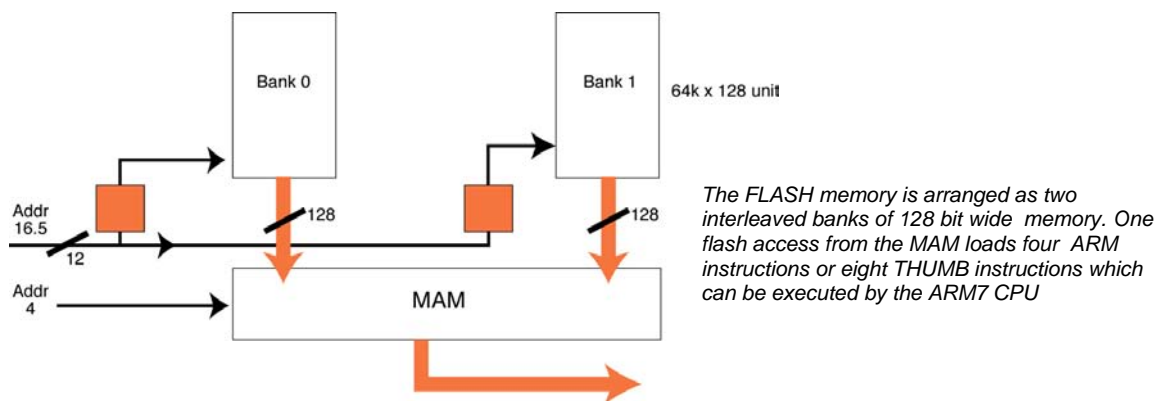 Bank 0
Bank 1
64k x 128 unit
Addr
16.5
12
128
128
The FLASH memory is arranged as two
interleaved banks of 128 bit wide memory. One
flash access from the MAM loads four ARM
instructions or eight THUMB instructions which
can be executed by the ARM7 CPU
Addr
4
MAM